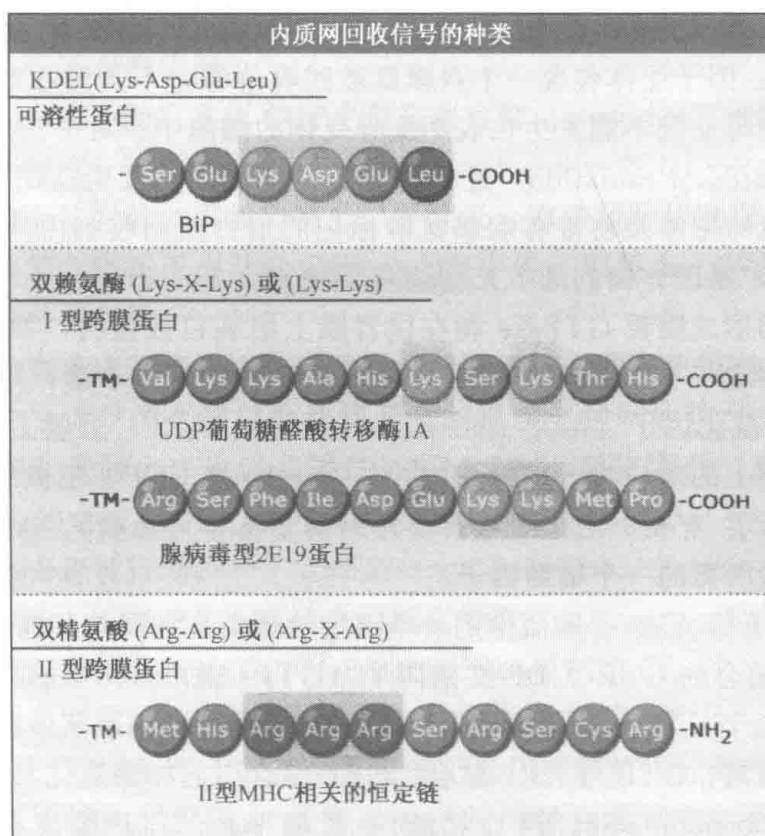 内质网回收信号的种类
KDEL(Lys-Asp-Glu-Leu)
可溶性蛋白
- Ser Glu Lys Asp Glu Leu -COOH
BiP
双赖氨酶 (Lys-X-Lys) 或 (Lys-Lys)
I 型跨膜蛋白
-TM- Val Lys Lys Ala His Lys Ser Lys Thr His -COOH
UDP葡萄糖醛酸转移酶1A
-TM- Arg Ser Phe Ile Asp Glu Lys Lys Met Pro -COOH
腺病毒型2E19蛋白
双精氨酸 (Arg-Arg) 或 (Arg-X-Arg)
II 型跨膜蛋白
-TM- Met His Arg Arg Arg Ser Arg Ser Cys Arg -NH₂
II型MHC相关的恒定链